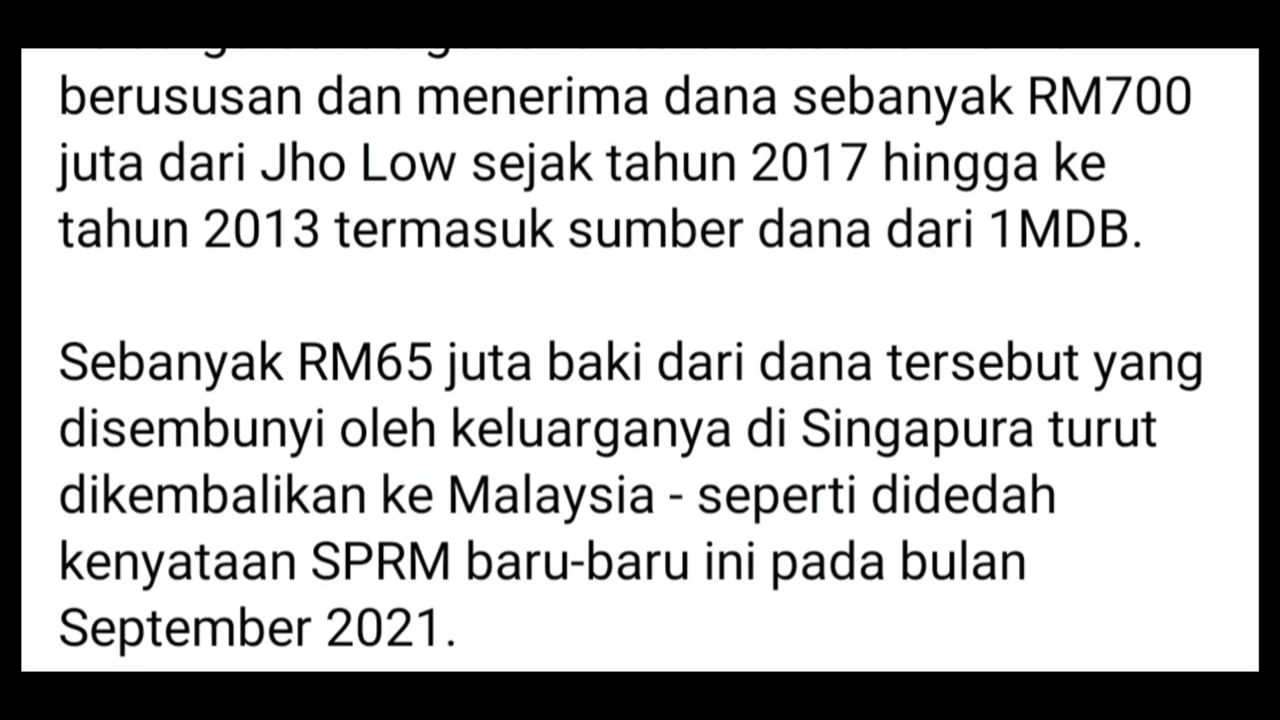 berususan dan menerima dana sebanyak RM700
juta dari Jho Low sejak tahun 2017 hingga ke
tahun 2013 termasuk sumber dana dari 1MDB.
Sebanyak RM65 juta baki dari dana tersebut yang
disembunyi oleh keluarganya di Singapura turut
dikembalikan ke Malaysia - seperti didedah
kenyataan SPRM baru-baru ini pada bulan
September 2021.